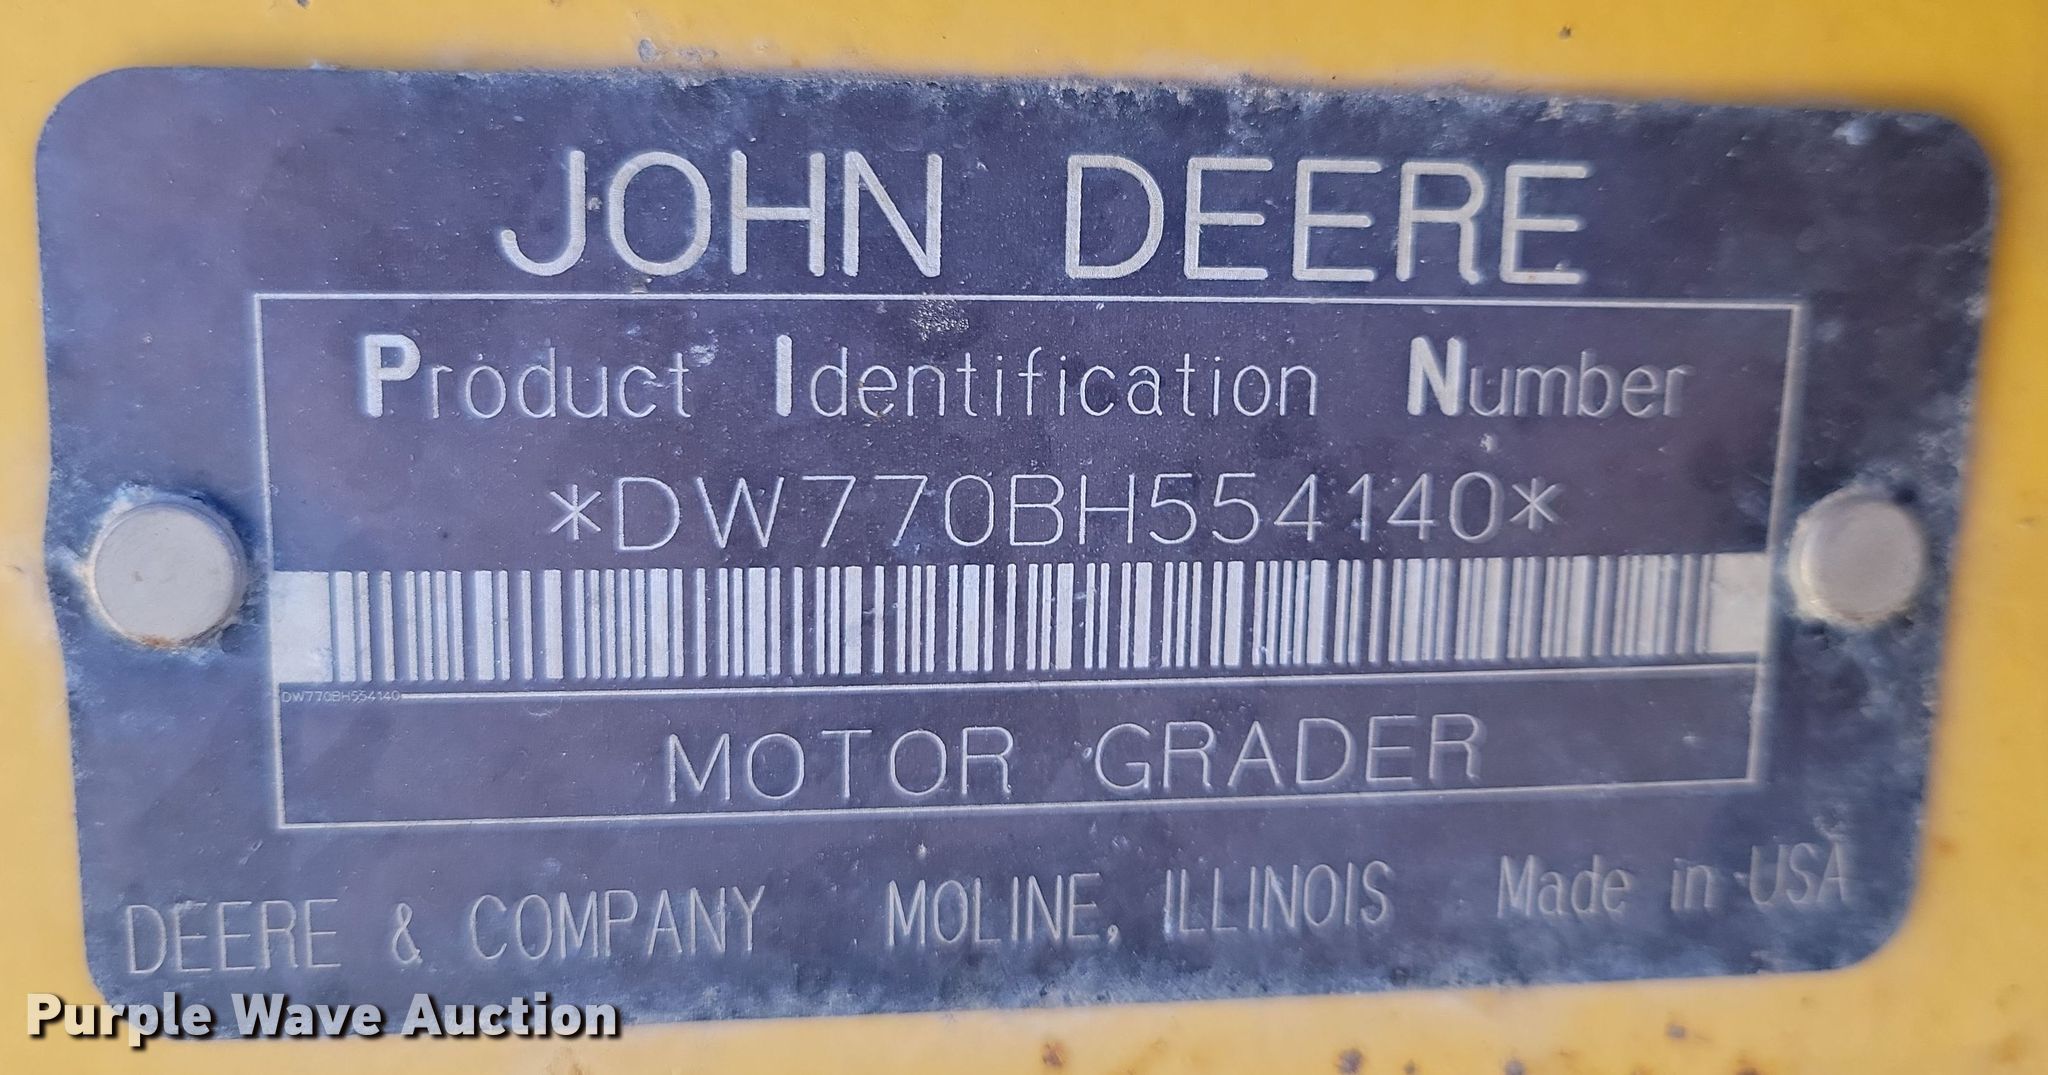 JOHN DEERE
Product Identification Number
*DW770BH554140*
DW770BH554140
MOTOR GRADER
DEERE & COMPANY MOLINE, ILLINOIS Made in USA
Purple Wave Auction